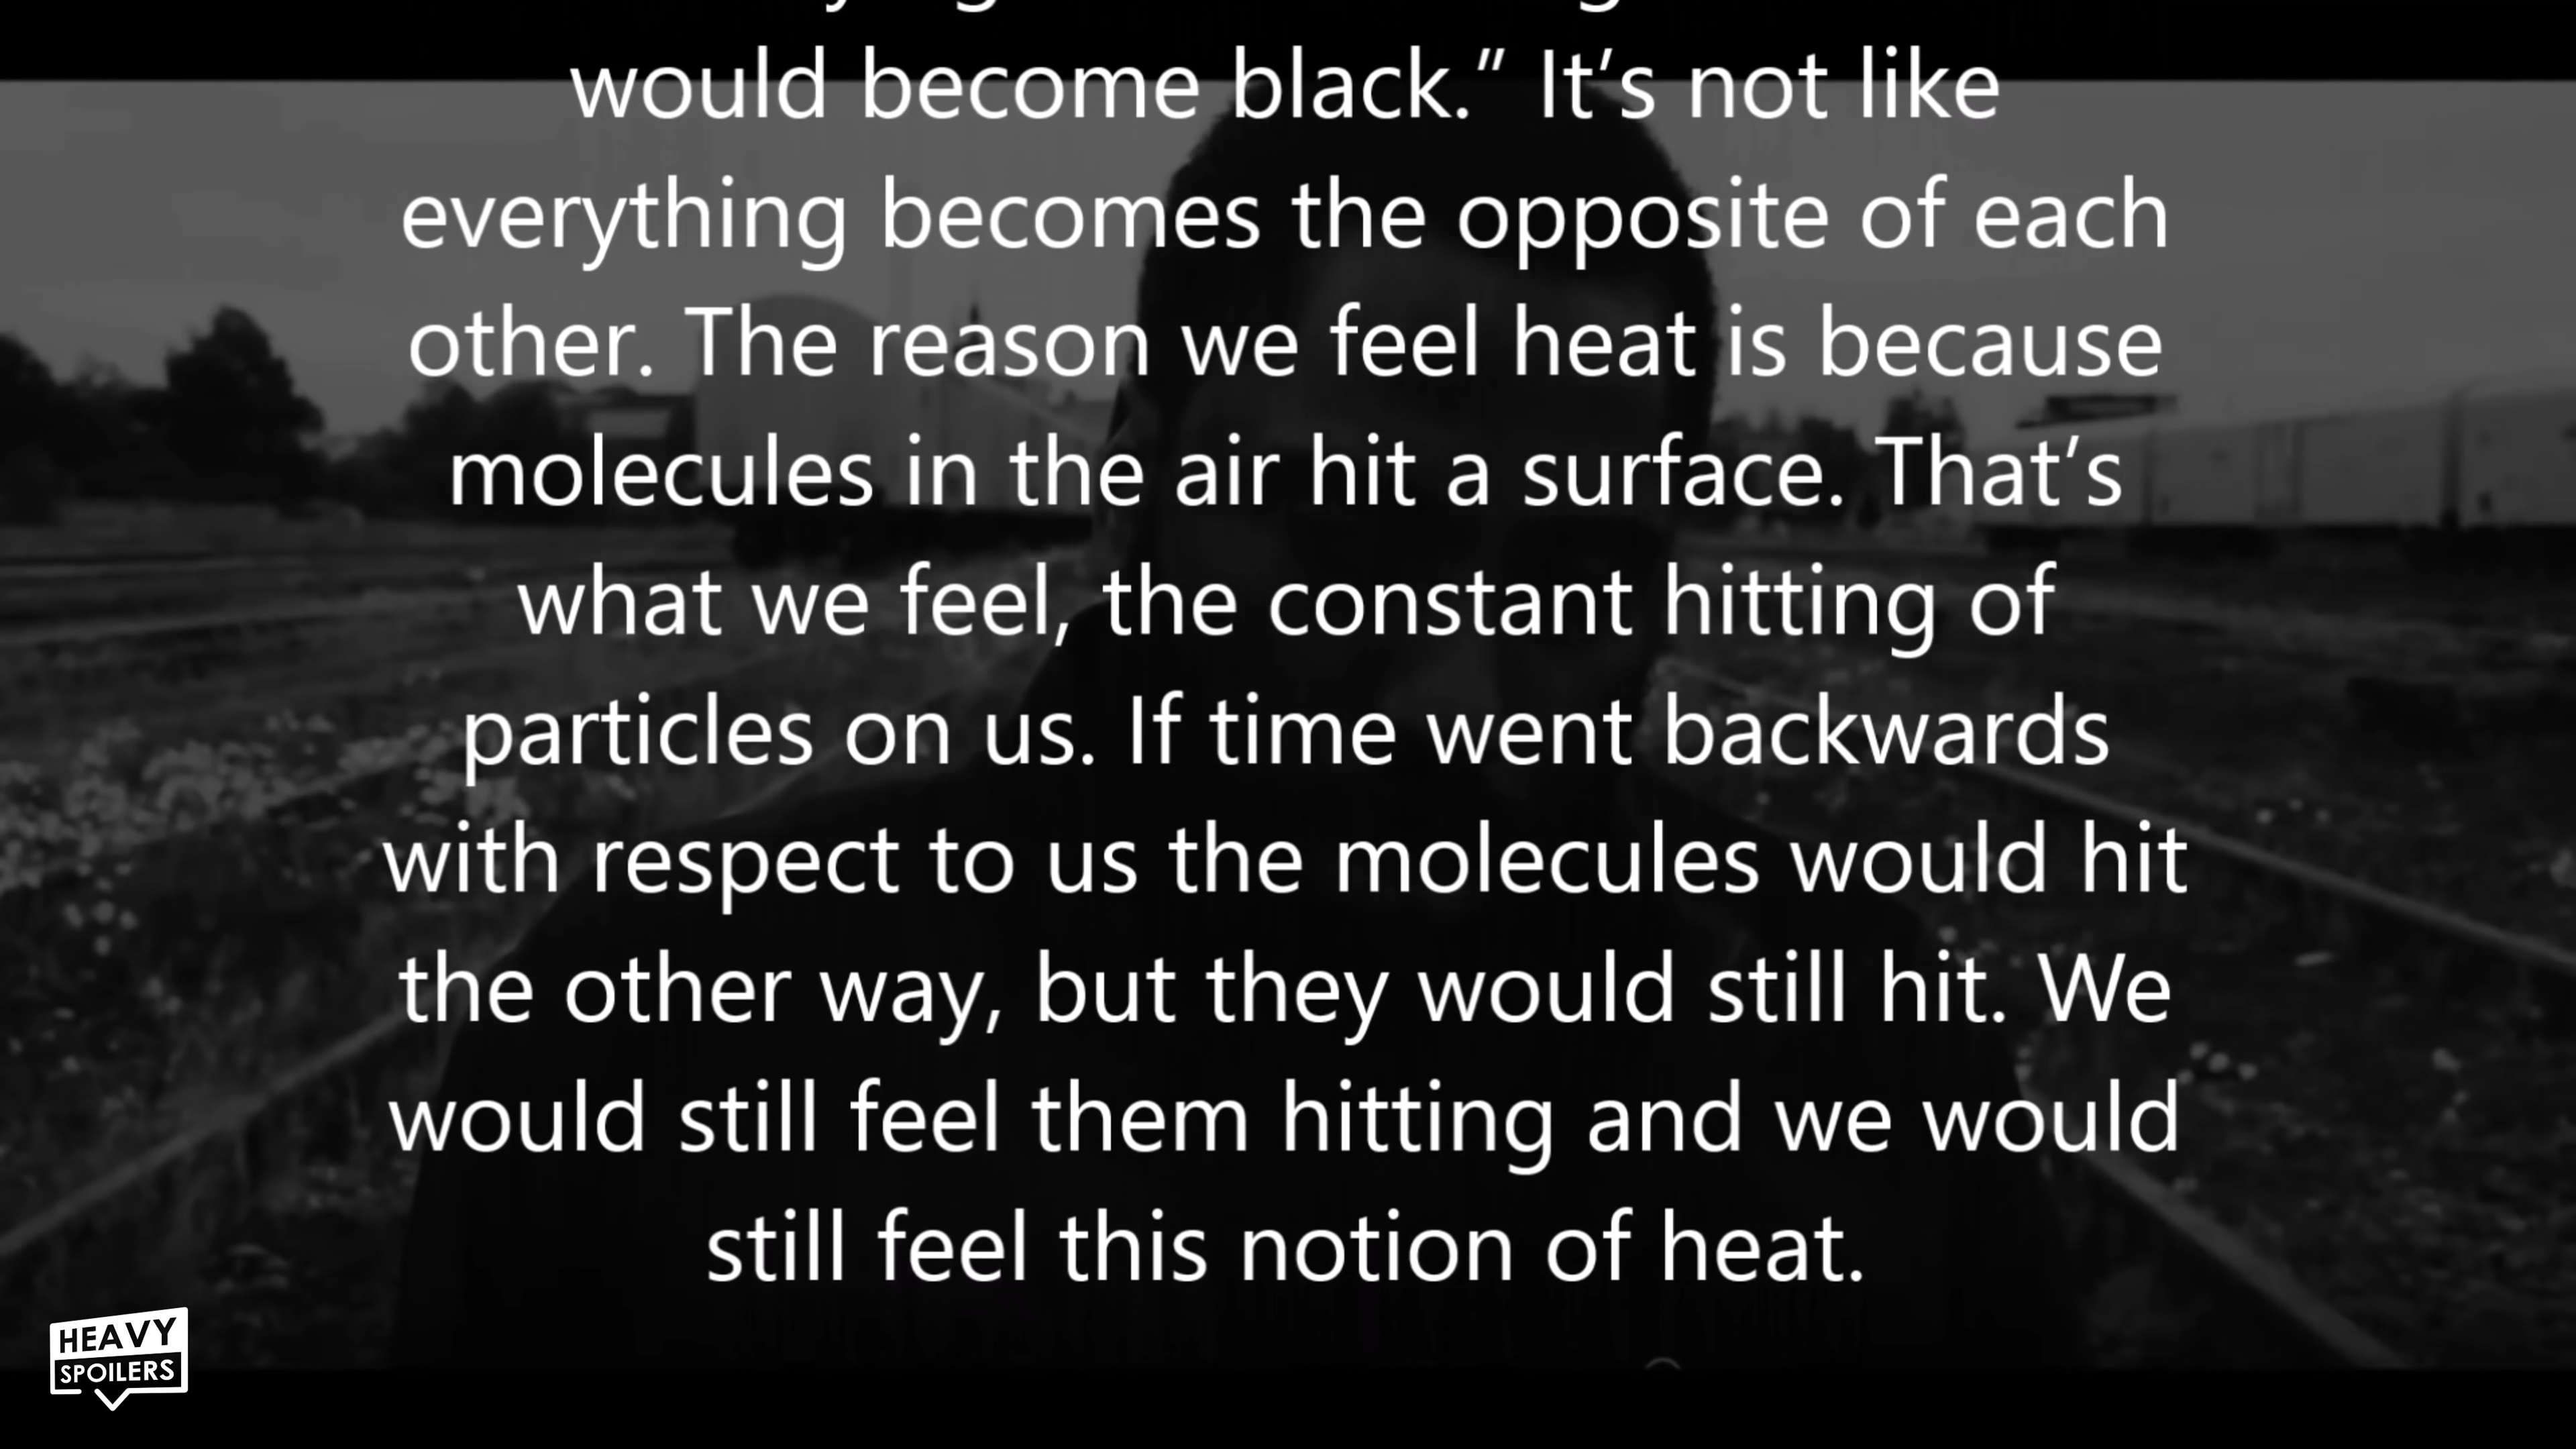 would become black.” It’s not like
everything becomes the opposite of each
other. The reason we feel heat is because
molecules in the air hit a surface. That’s
what we feel, the constant hitting of
particles on us. If time went backwards
with respect to us the molecules would hit
the other way, but they would still hit. We
would still feel them hitting and we would
still feel this notion of heat.
HEAVY
SPOILERS